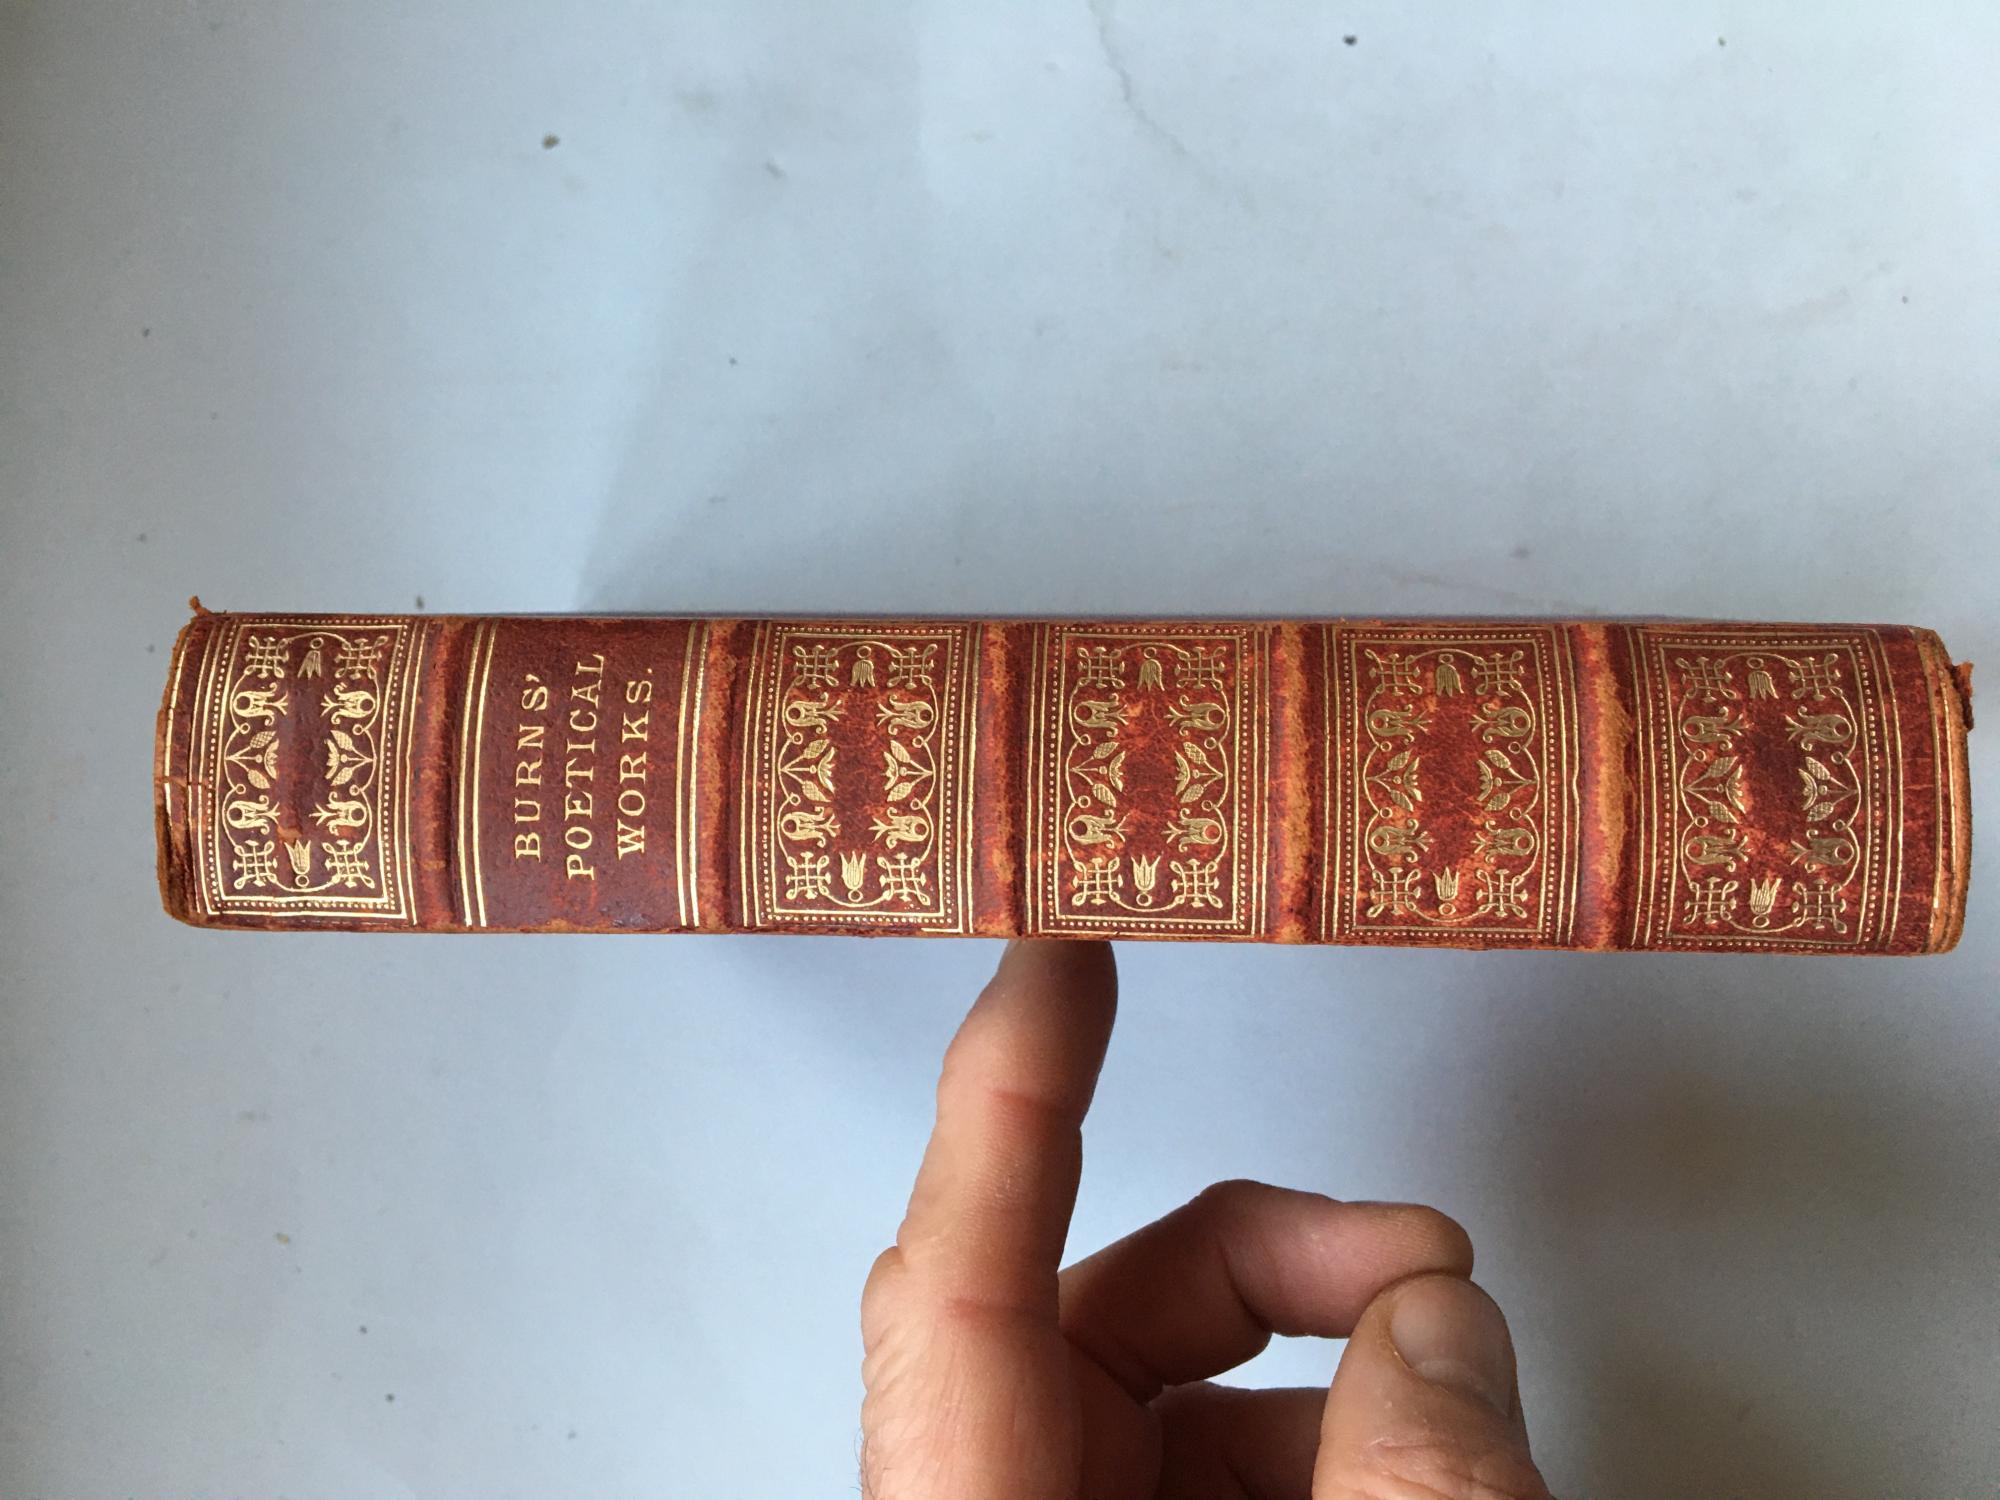 BURNS'
POETICAL
WORKS.